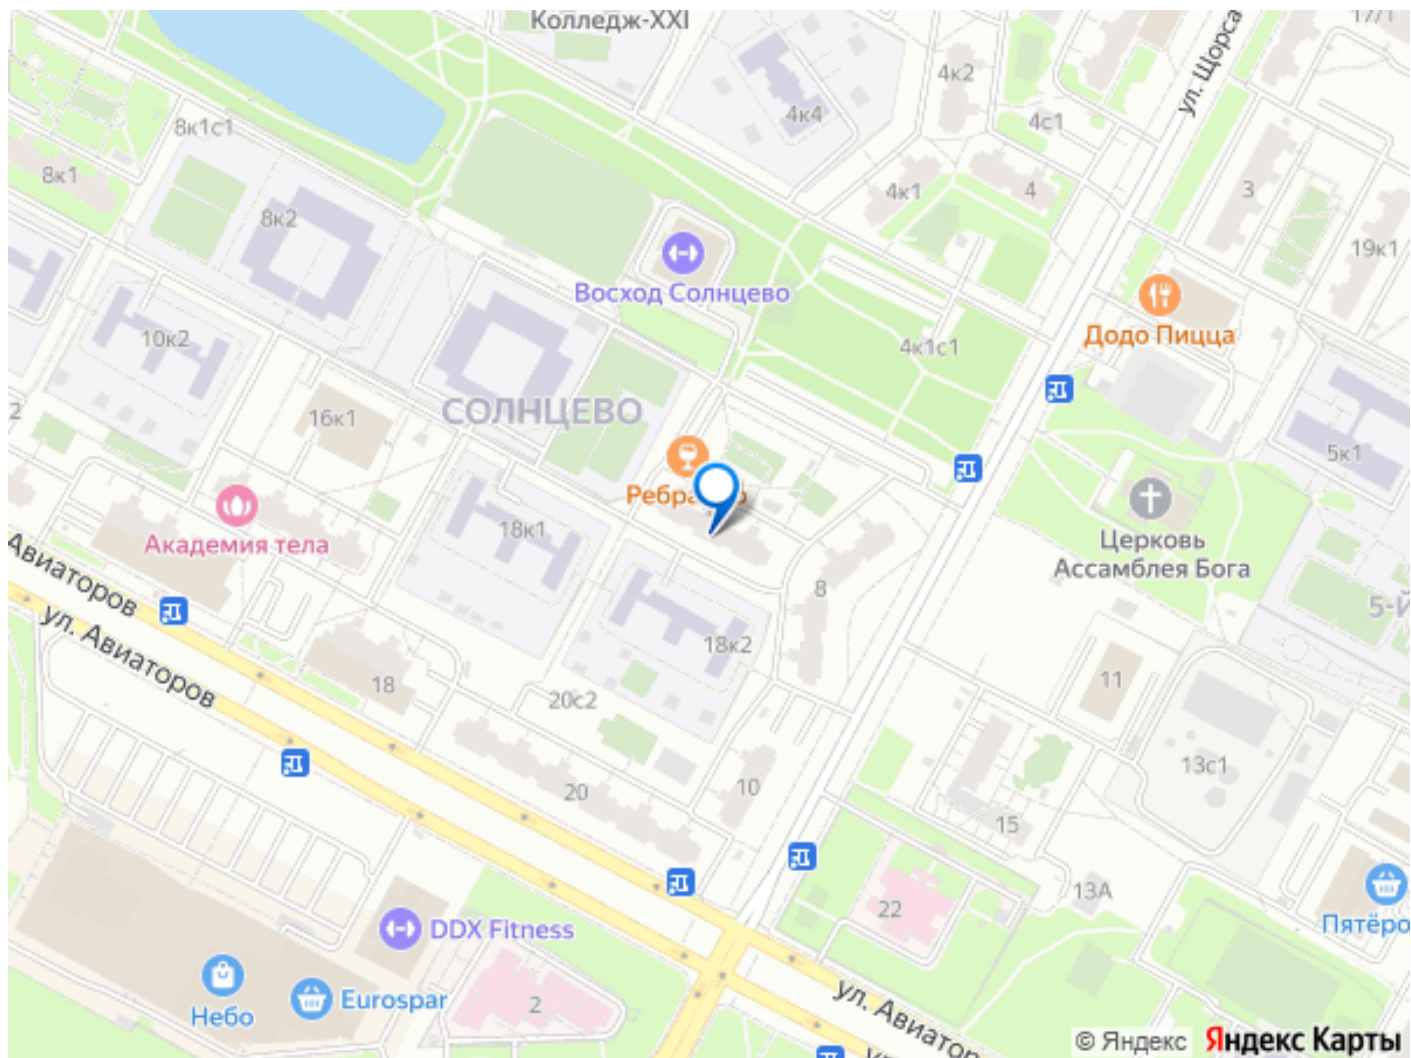 Колледж-XXI
17/1
ул. Щорса
4к2
4к4
4с1
8к1с1
8к1
4к1
4
3
8к2
19к1
Восход Солнцево
Додо Пицца
10к2
4к1с1
СОЛНЦЕВО
2
16к1
5к1
18к1
Академия тела
Церковь
Ассамблея Бога
Авиаторов
ул. Авиаторов
8
5-Й
18к2
18
20с2
11
13с1
20
10
15
13А
22
DDX Fitness
Пятёро
Небо
Eurospar
2
ул. Авиаторов
© Яндекс
Яндекс Карты